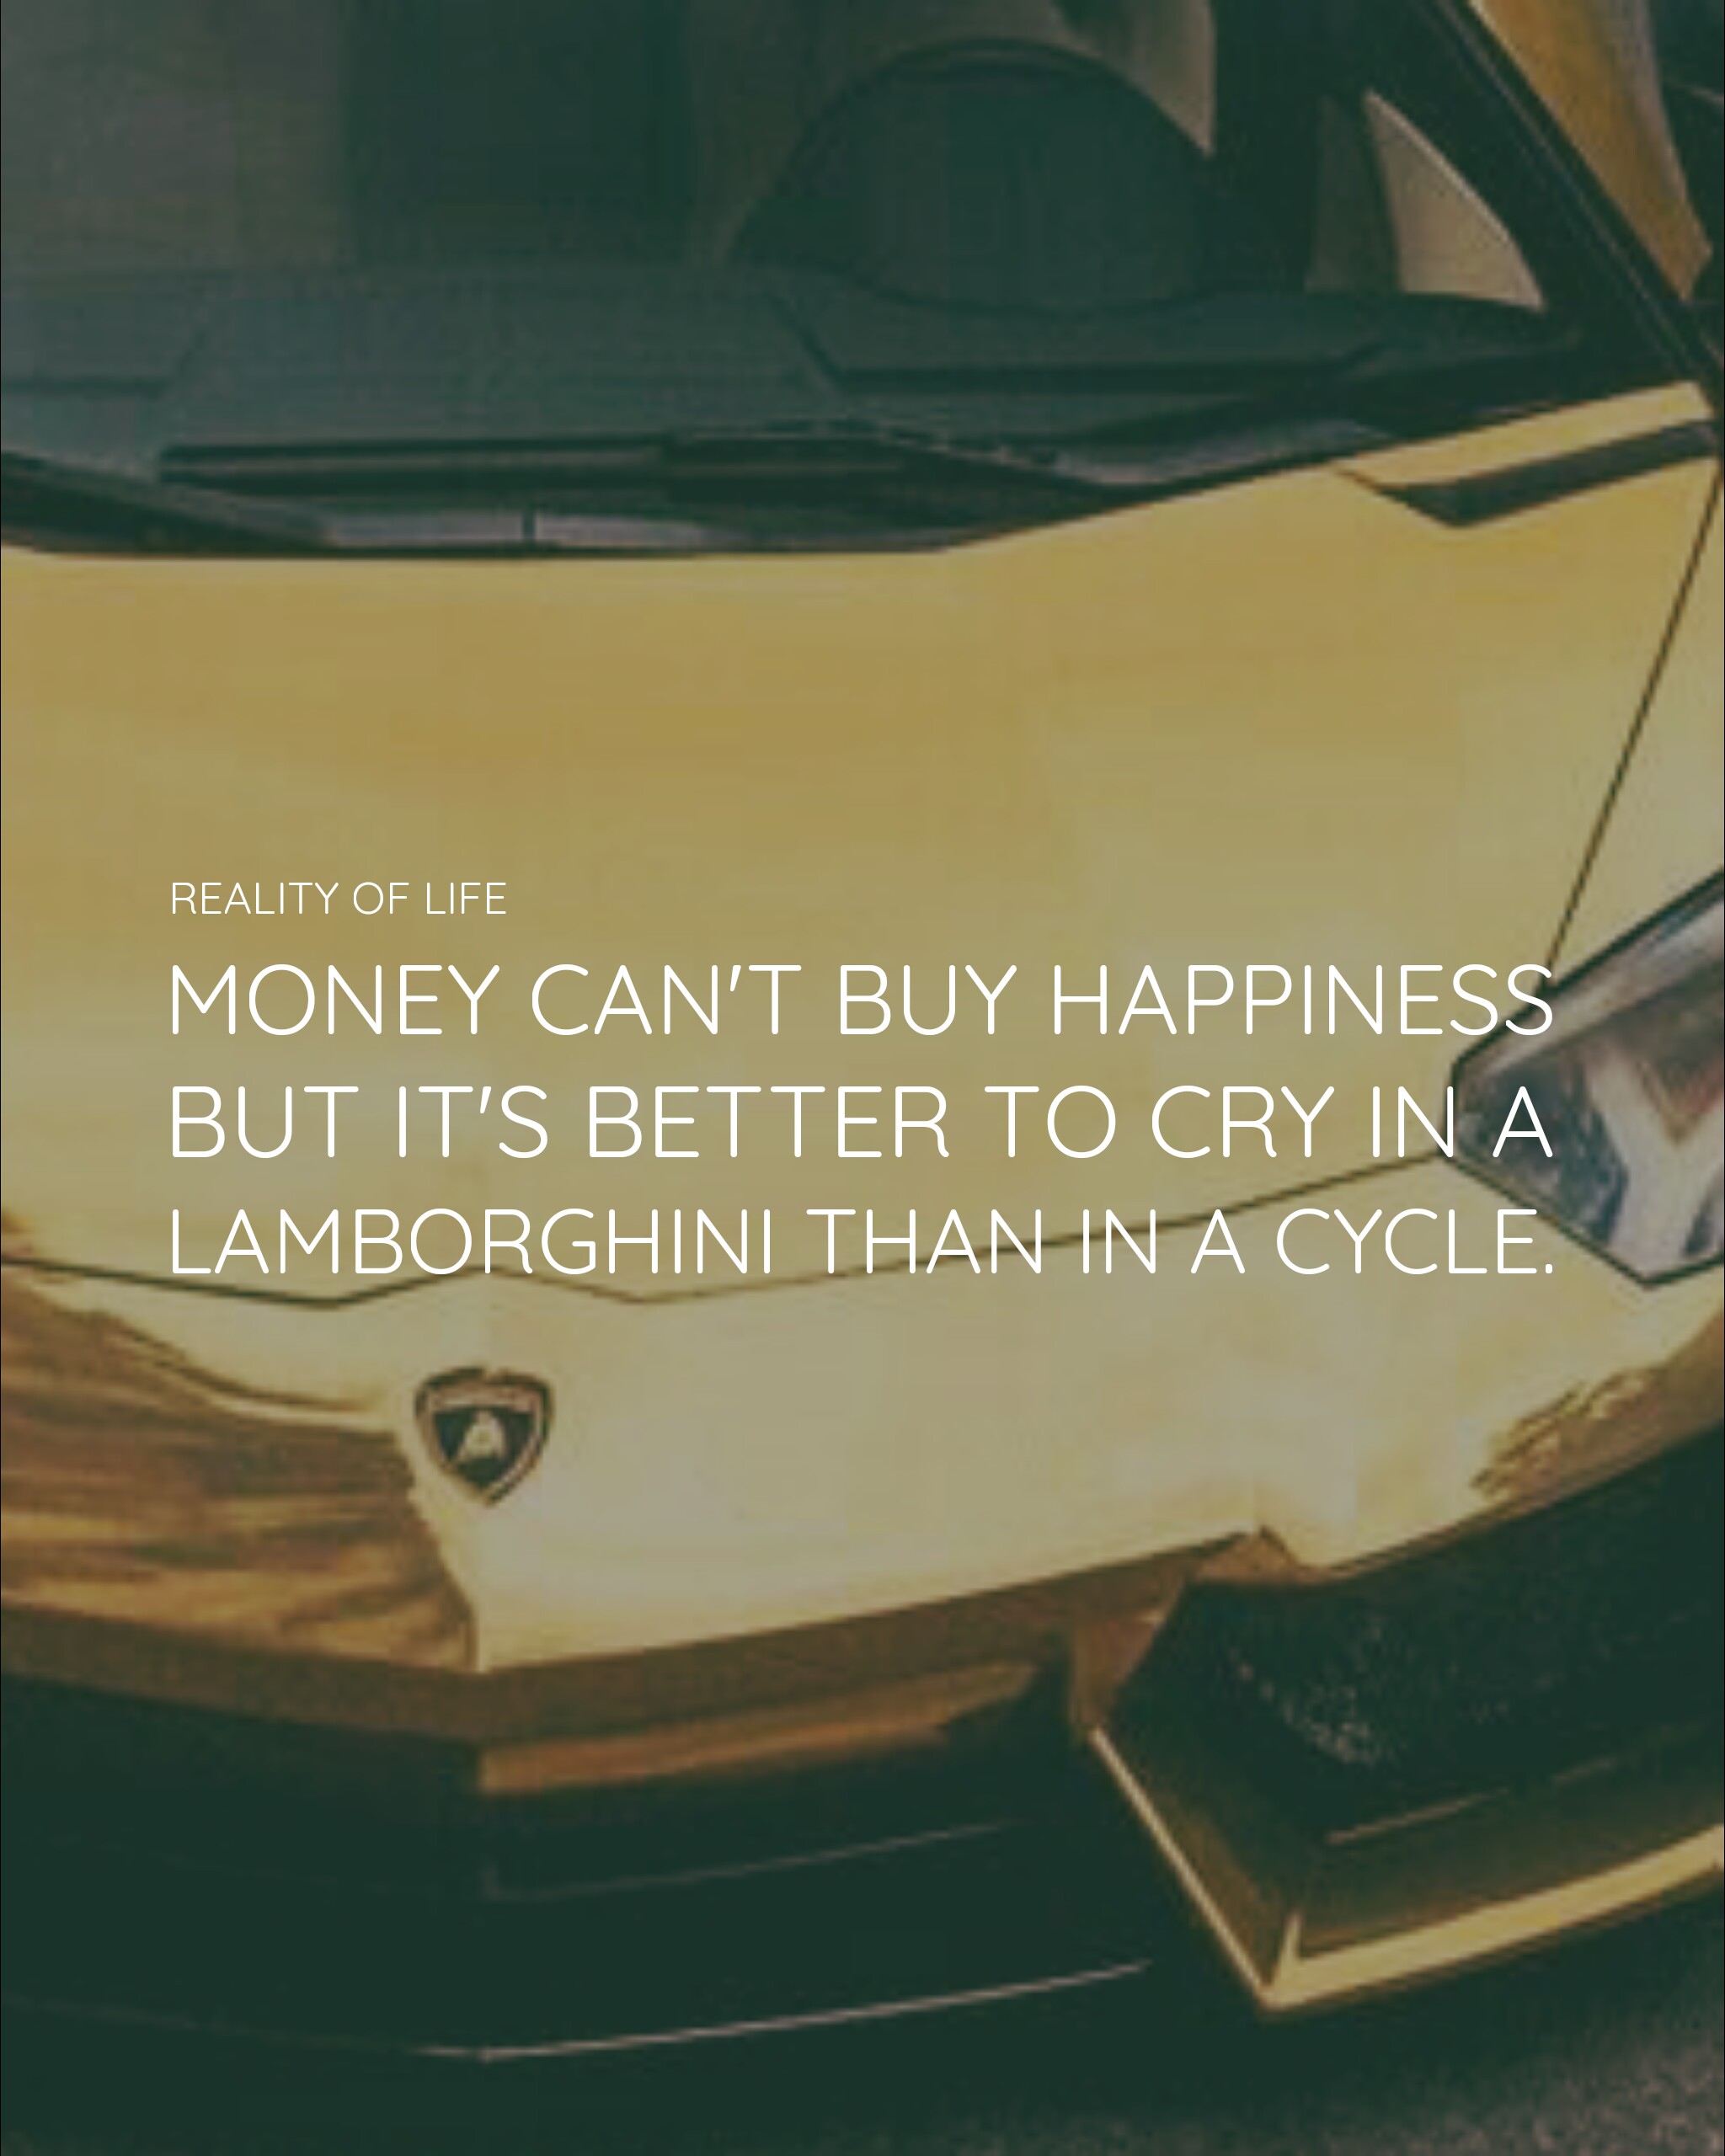 REALITY OF LIFE
MONEY CAN'T BUY HAPPINESS
BUT IT'S BETTER TO CRY IN A
LAMBORGHINI THAN IN A CYCLE.